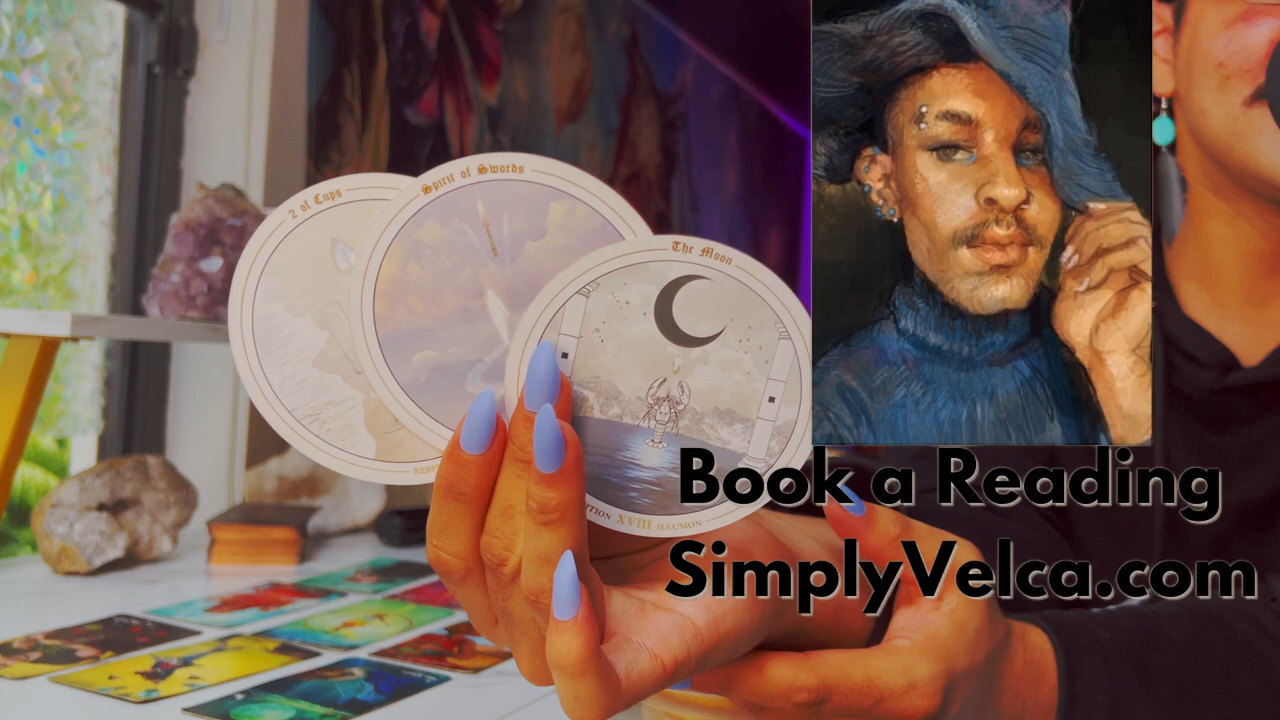 2 of Cups
Spirit of Swords
The Moon
XVIII ILLUSION
Book a Reading
SimplyVelca.com